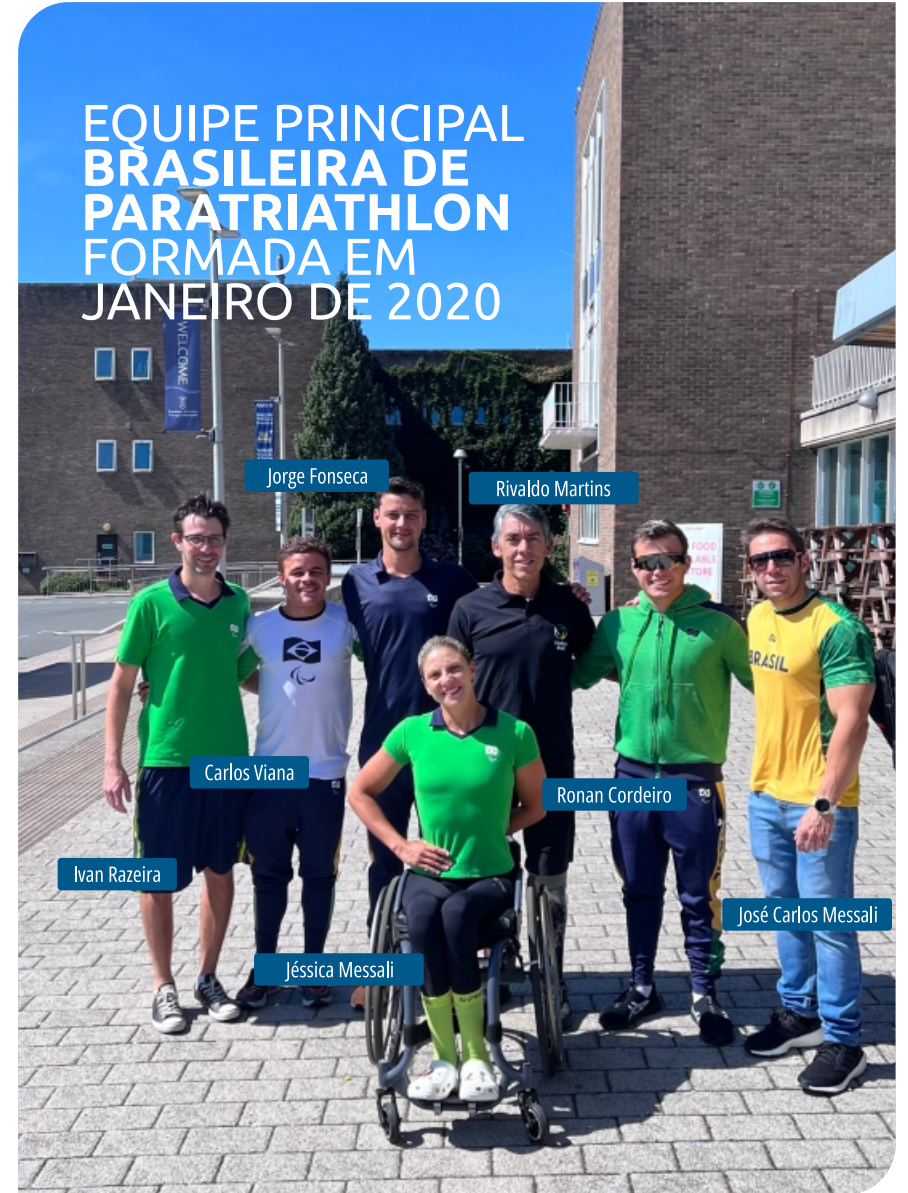 EQUIPE PRINCIPAL
BRASILEIRA DE
PARATRIATHLON
FORMADA EM
JANEIRO DE 2020
WELCOME
Jorge Fonseca
Rivaldo Martins
FOOD
BRASIL
Carlos Viana
Ronan Cordeiro
Ivan Razeira
José Carlos Messali
Jéssica Messali